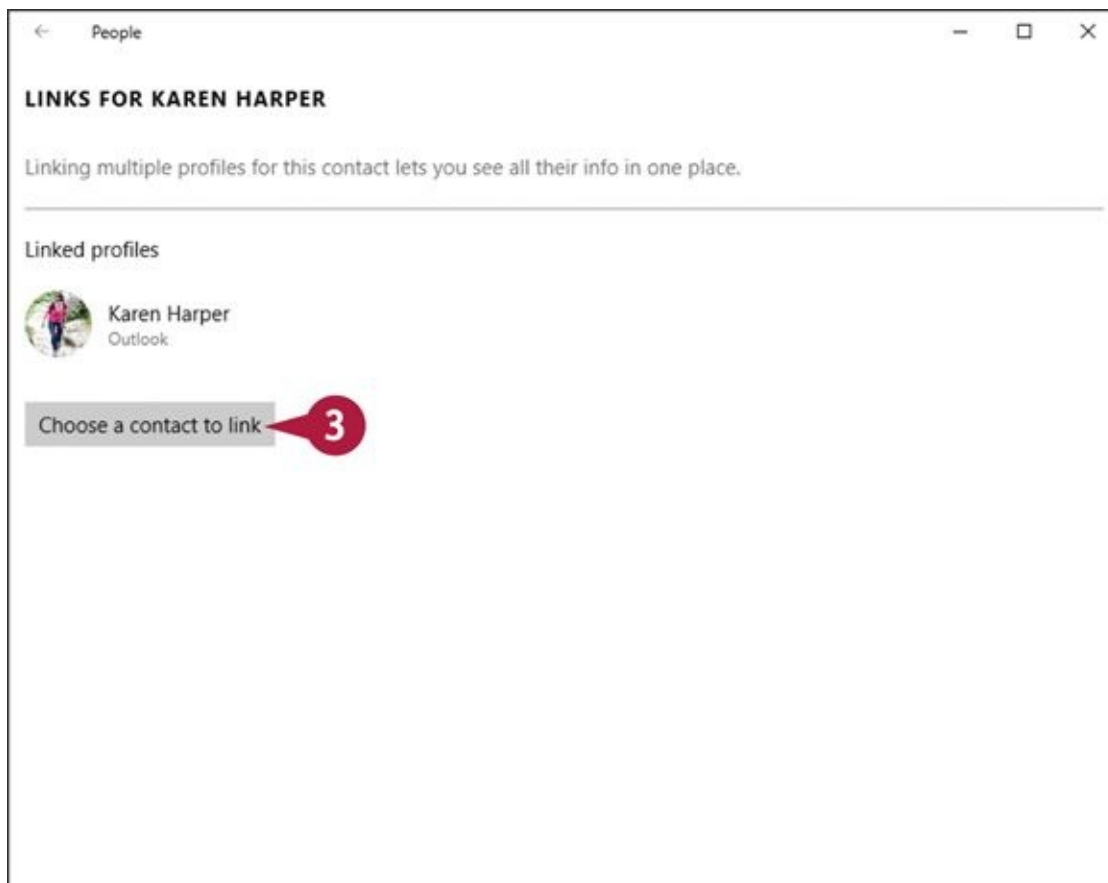 People
LINKS FOR KAREN HARPER
Linking multiple profiles for this contact lets you see all their info in one place.
Linked profiles
Karen Harper
Outlook
Choose a contact to link
3